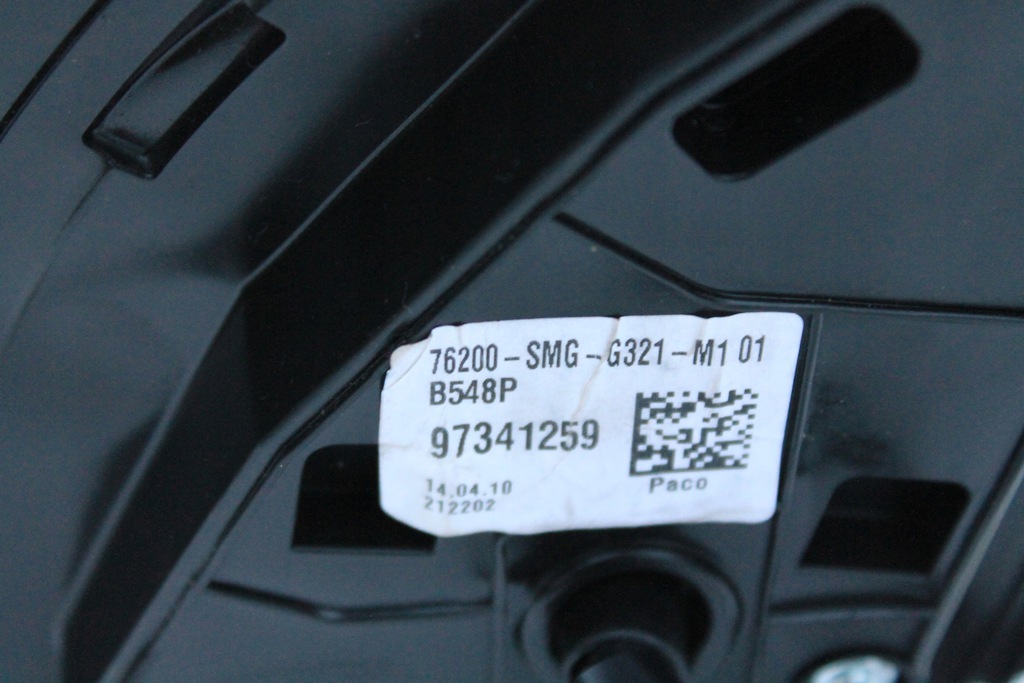 76200-SMG-G321-M1 01
B548P
97341259
14.04.10
212202
Paco